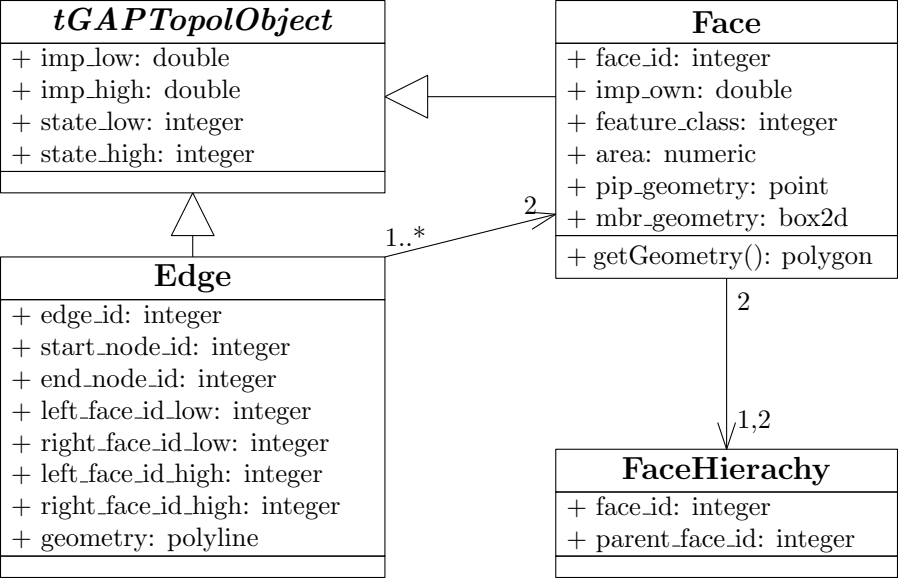 tGAPTopolObject
+ imp_low: double
+ imp_high: double
+ state_low: integer
+ state_high: integer
Face
+ face_id: integer
+ imp_own: double
+ feature_class: integer
+ area: numeric
+ pip_geometry: point
+ mbr_geometry: box2d
+ getGeometry(): polygon
1..*
2
Edge
+ edge_id: integer
+ start_node_id: integer
+ end_node_id: integer
+ left_face_id_low: integer
+ right_face_id_low: integer
+ left_face_id_high: integer
+ right_face_id_high: integer
+ geometry: polyline
2
1,2
FaceHierachy
+ face_id: integer
+ parent_face_id: integer